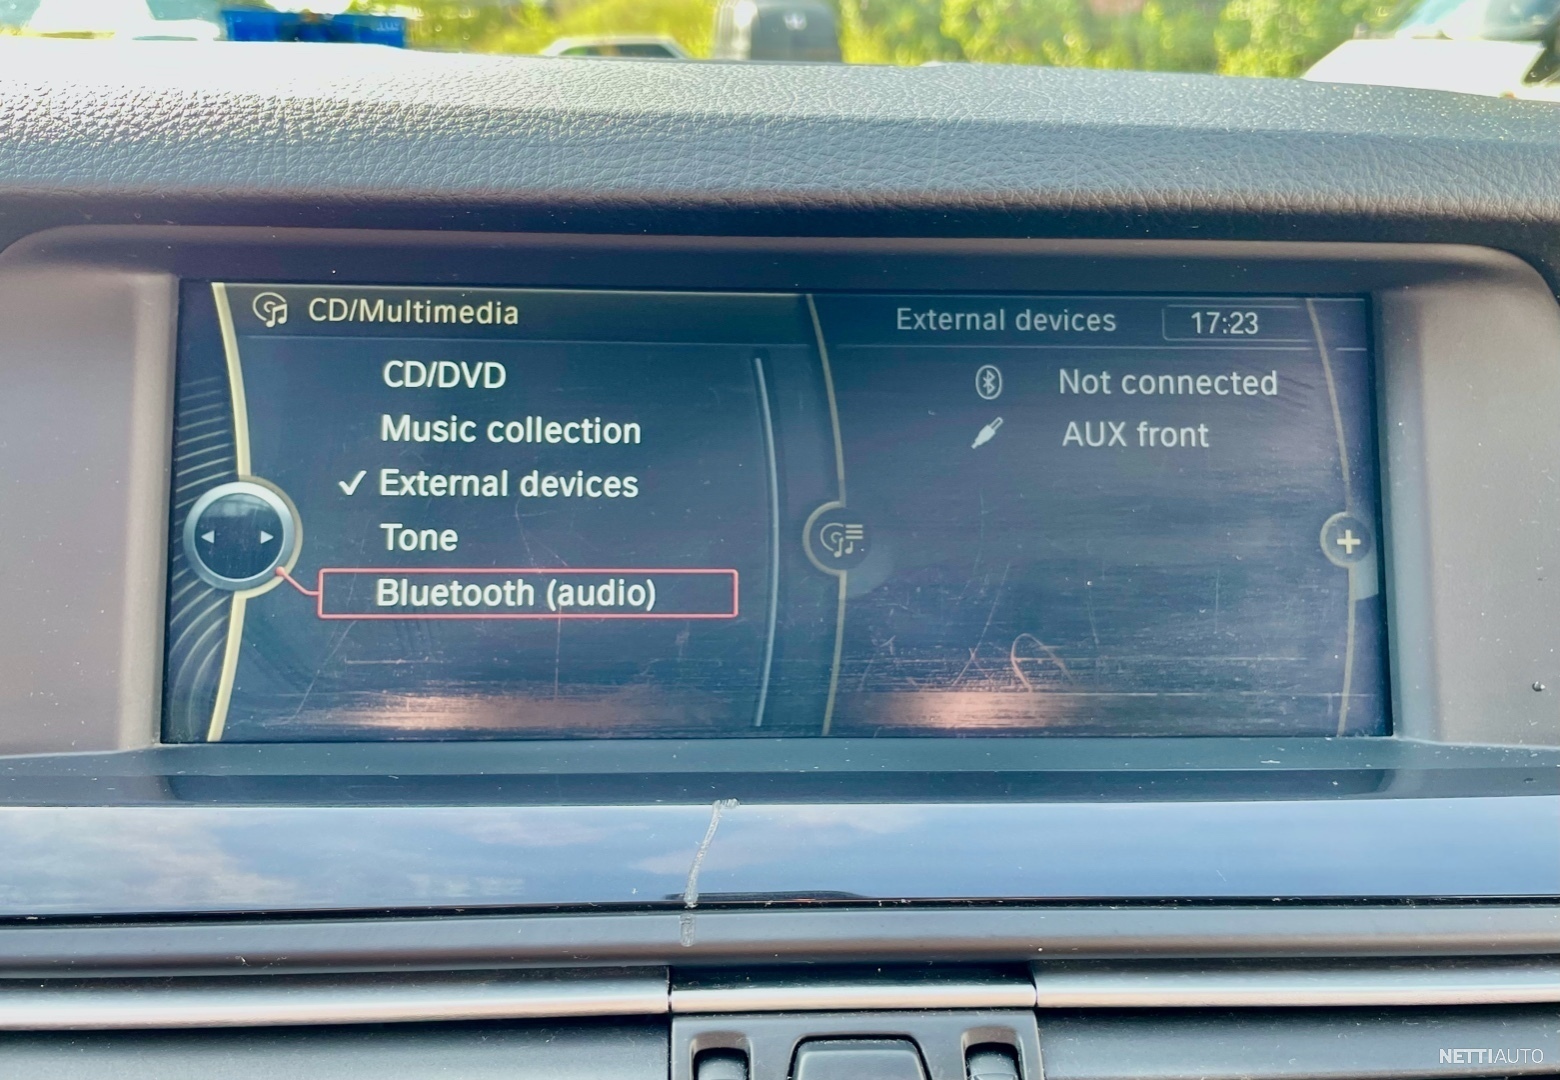 CD/Multimedia
External devices 17:23
CD/DVD
Music collection
✓ External devices
Tone
Bluetooth (audio)
Not connected
AUX front
NETTIAUTO